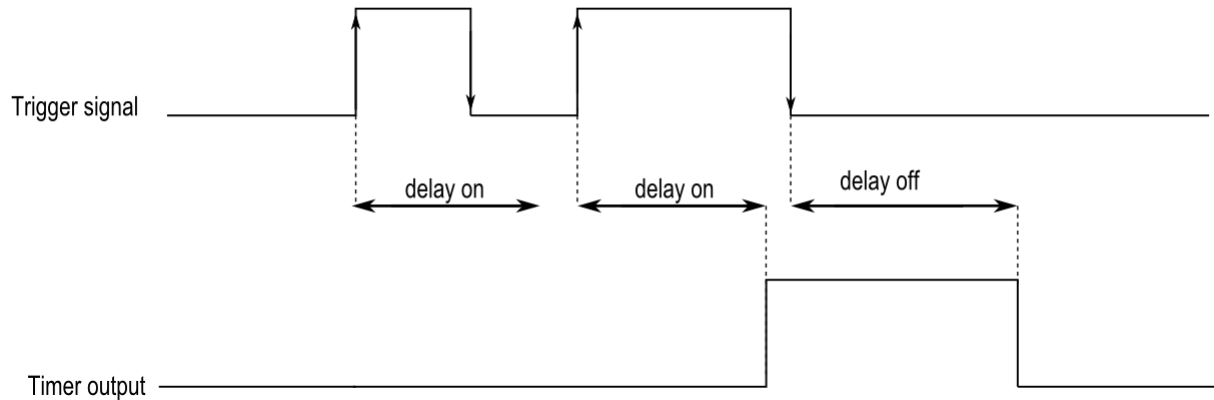 Trigger signal
delay on
delay on
delay off
Timer output